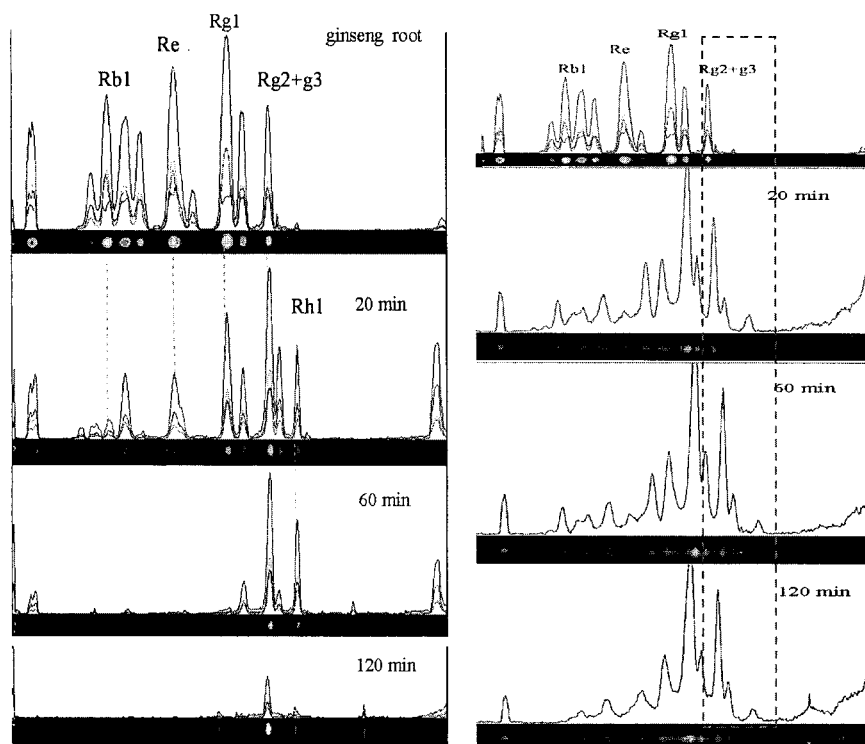 Rg1
ginseng root
Re
Rb1
Rg2+g3
Rh1
20 min
60 min
120 min
Rg1
Re
Rb1
Rg2+g3
20 min
60 min
120 min